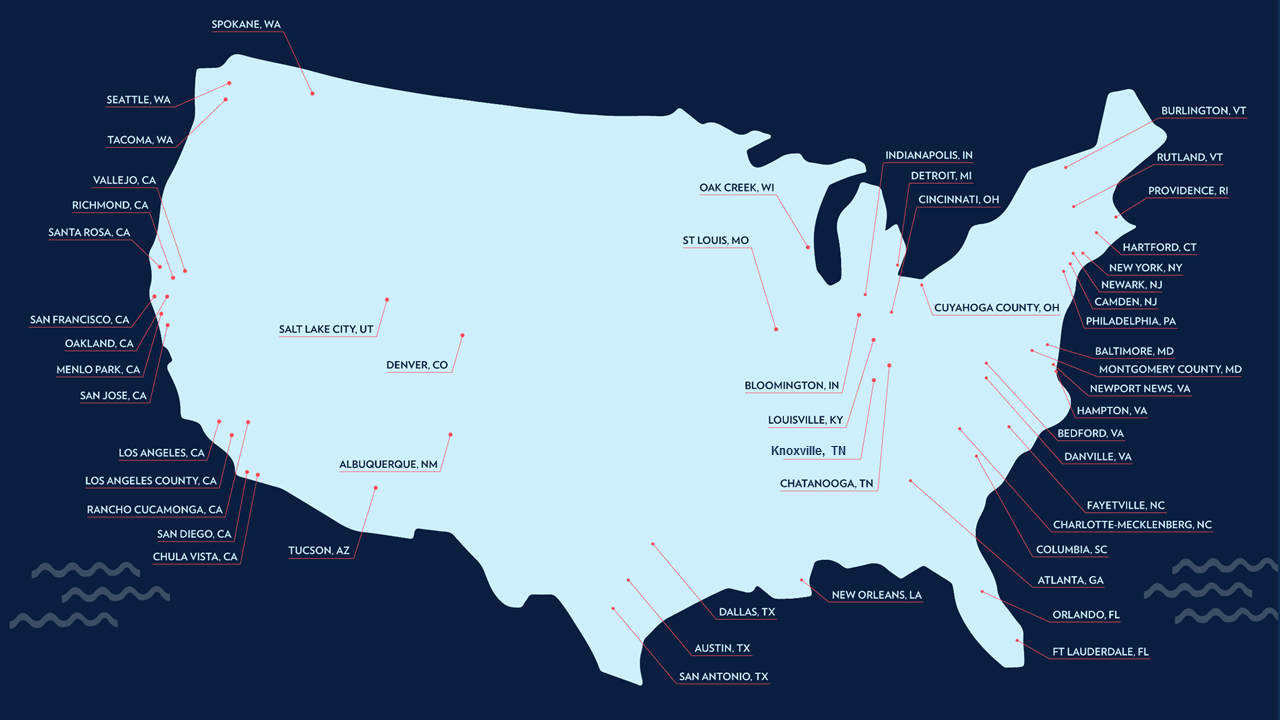 SPOKANE, WA
SEATTLE, WA
TACOMA, WA
VALLEJO, CA
RICHMOND, CA
SANTA ROSA, CA
SAN FRANCISCO, CA
OAKLAND, CA
MENLO PARK, CA
SAN JOSE, CA
LOS ANGELES, CA
LOS ANGELES COUNTY, CA
RANCHO CUCAMONGA, CA
SAN DIEGO, CA
CHULA VISTA, CA
SALT LAKE CITY, UT
DENVER, CO
ALBUQUERQUE, NM
TUCSON, AZ
OAK CREEK, WI
ST LOUIS, MO
INDIANAPOLIS, IN
DETROIT, MI
CINCINNATI, OH
CUYAHOGA COUNTY, OH
BLOOMINGTON, IN
LOUISVILLE, KY
Knoxville, TN
CHATANOOGA, TN
DALLAS, TX
AUSTIN, TX
SAN ANTONIO, TX
NEW ORLEANS, LA
BURLINGTON, VT
RUTLAND, VT
PROVIDENCE, RI
HARTFORD, CT
NEW YORK, NY
NEWARK, NJ
CAMDEN, NJ
PHILADELPHIA, PA
BALTIMORE, MD
MONTGOMERY COUNTY, MD
NEWPORT NEWS, VA
HAMPTON, VA
BEDFORD, VA
DANVILLE, VA
FAYETVILLE, NC
CHARLOTTE-MECKLENBERG, NC
COLUMBIA, SC
ATLANTA, GA
ORLANDO, FL
FT LAUDERDALE, FL